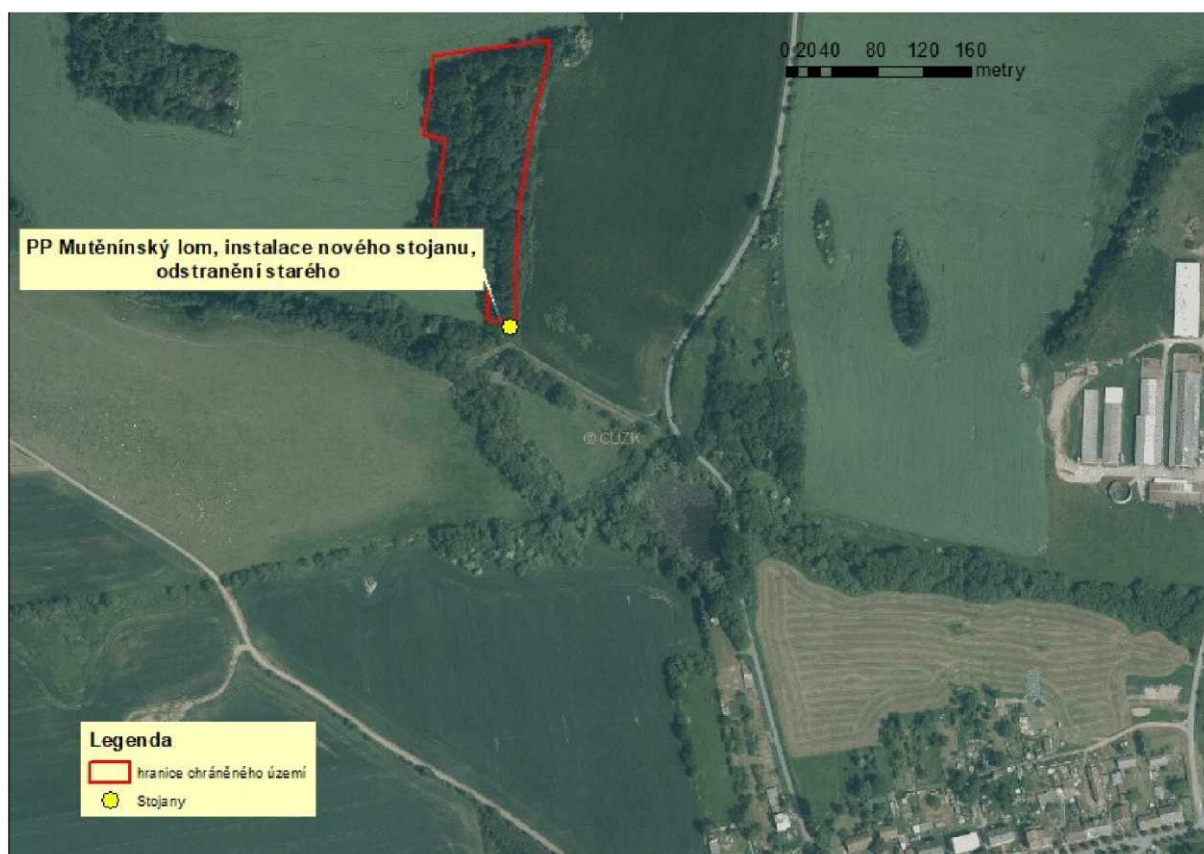 0 20 40 80 120 160
metry
PP Mutěnínský lom, instalace nového stojanu,
odstranění starého
© ČÚZK
Legenda
hranice chráněného území
Stojany